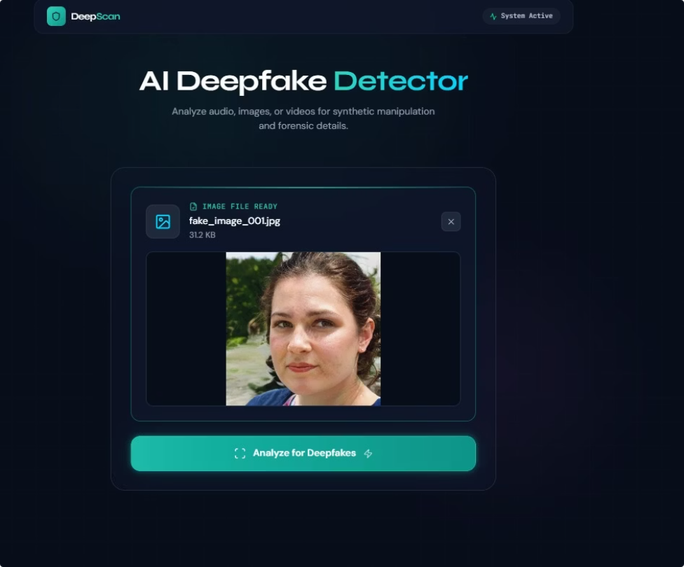 DeepScan
System Active
AI Deepfake Detector
Analyze audio, images, or videos for synthetic manipulation
and forensic details.
IMAGE FILE READY
fake_image_001.jpg
31.2 KB
Analyze for Deepfakes